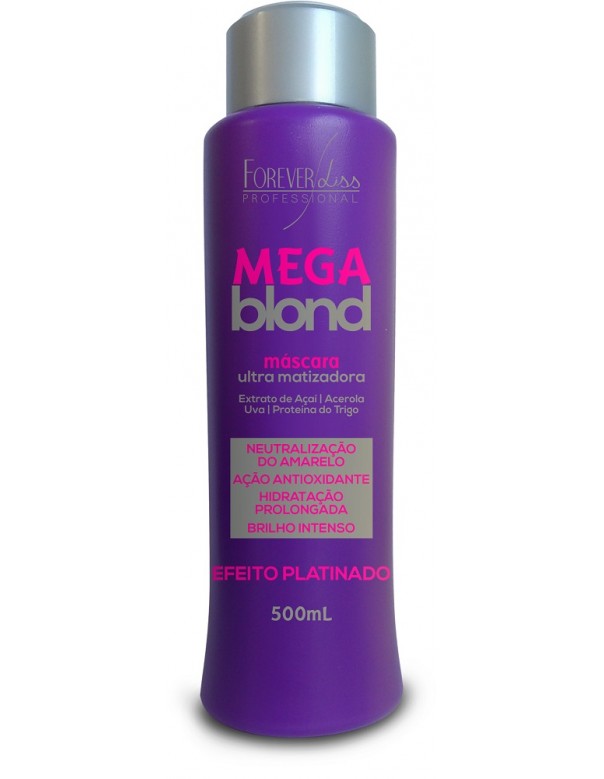 FOREVER Liss
PROFESSIONAL
MEGA
blond
máscara
ultra matizadora
Extrato de Açaí | Acerola
Uva | Proteína do Trigo
NEUTRALIZAÇÃO
DO AMARELO
AÇÃO ANTIOXIDANTE
HIDRATAÇÃO
PROLONGADA
BRILHO INTENSO
EFEITO PLATINADO
500mL